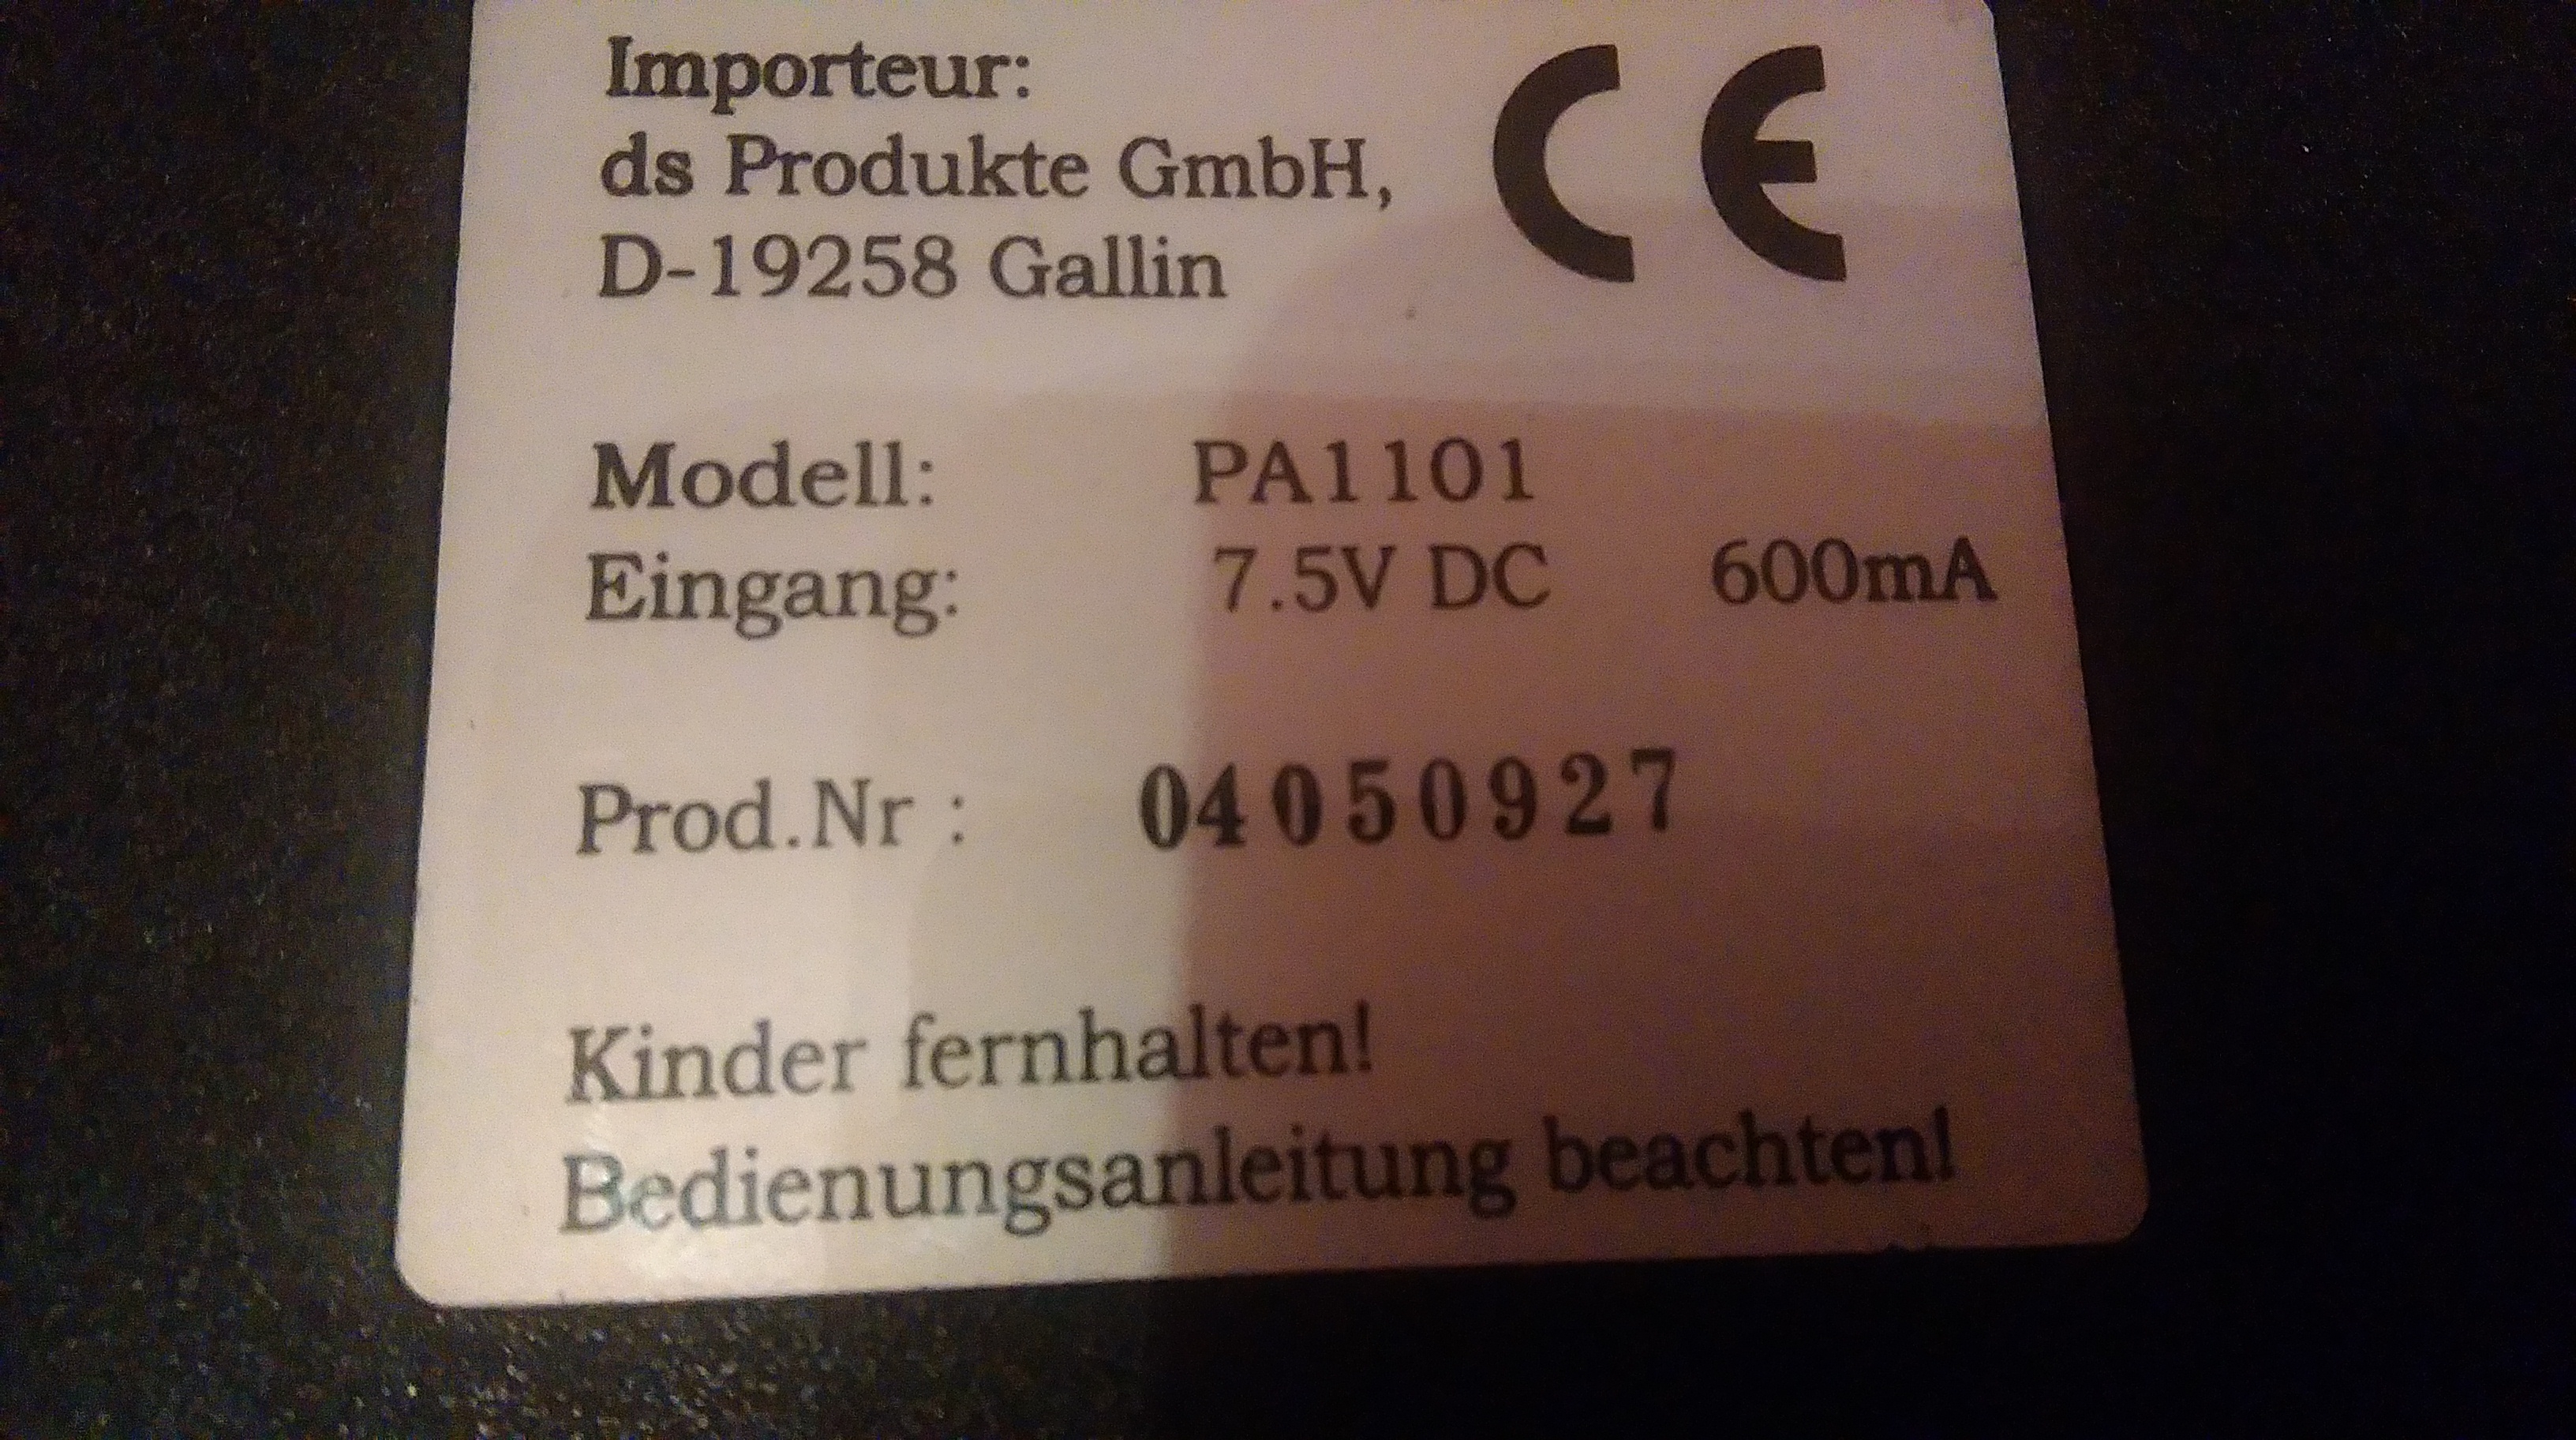 Importeur:
ds Produkte GmbH,
D-19258 Gallin
CE
Modell: PA1101
Eingang: 7.5V DC 600mA
Prod.Nr : 04050927
Kinder fernhalten!
Bedienungsanleitung beachten!